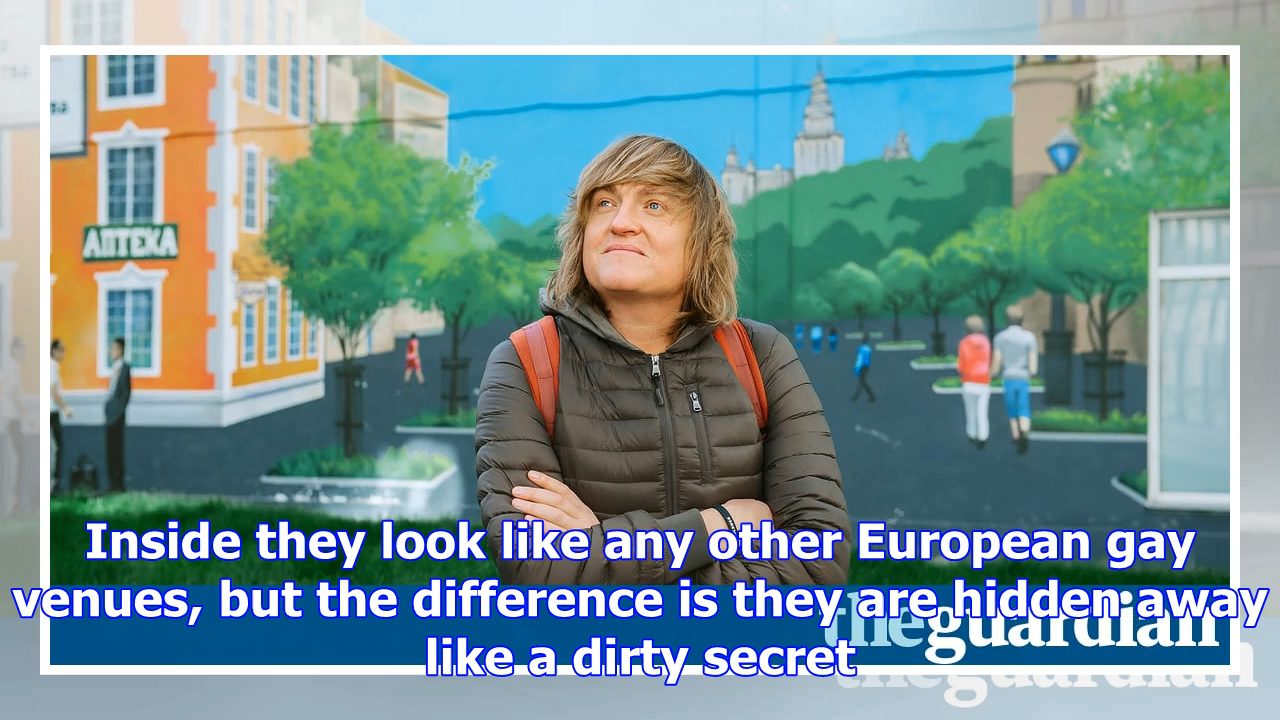 АПТЕКА
Inside they look like any other European gay
venues, but the difference is they are hidden away
like a dirty secret
theguardian
theguardian